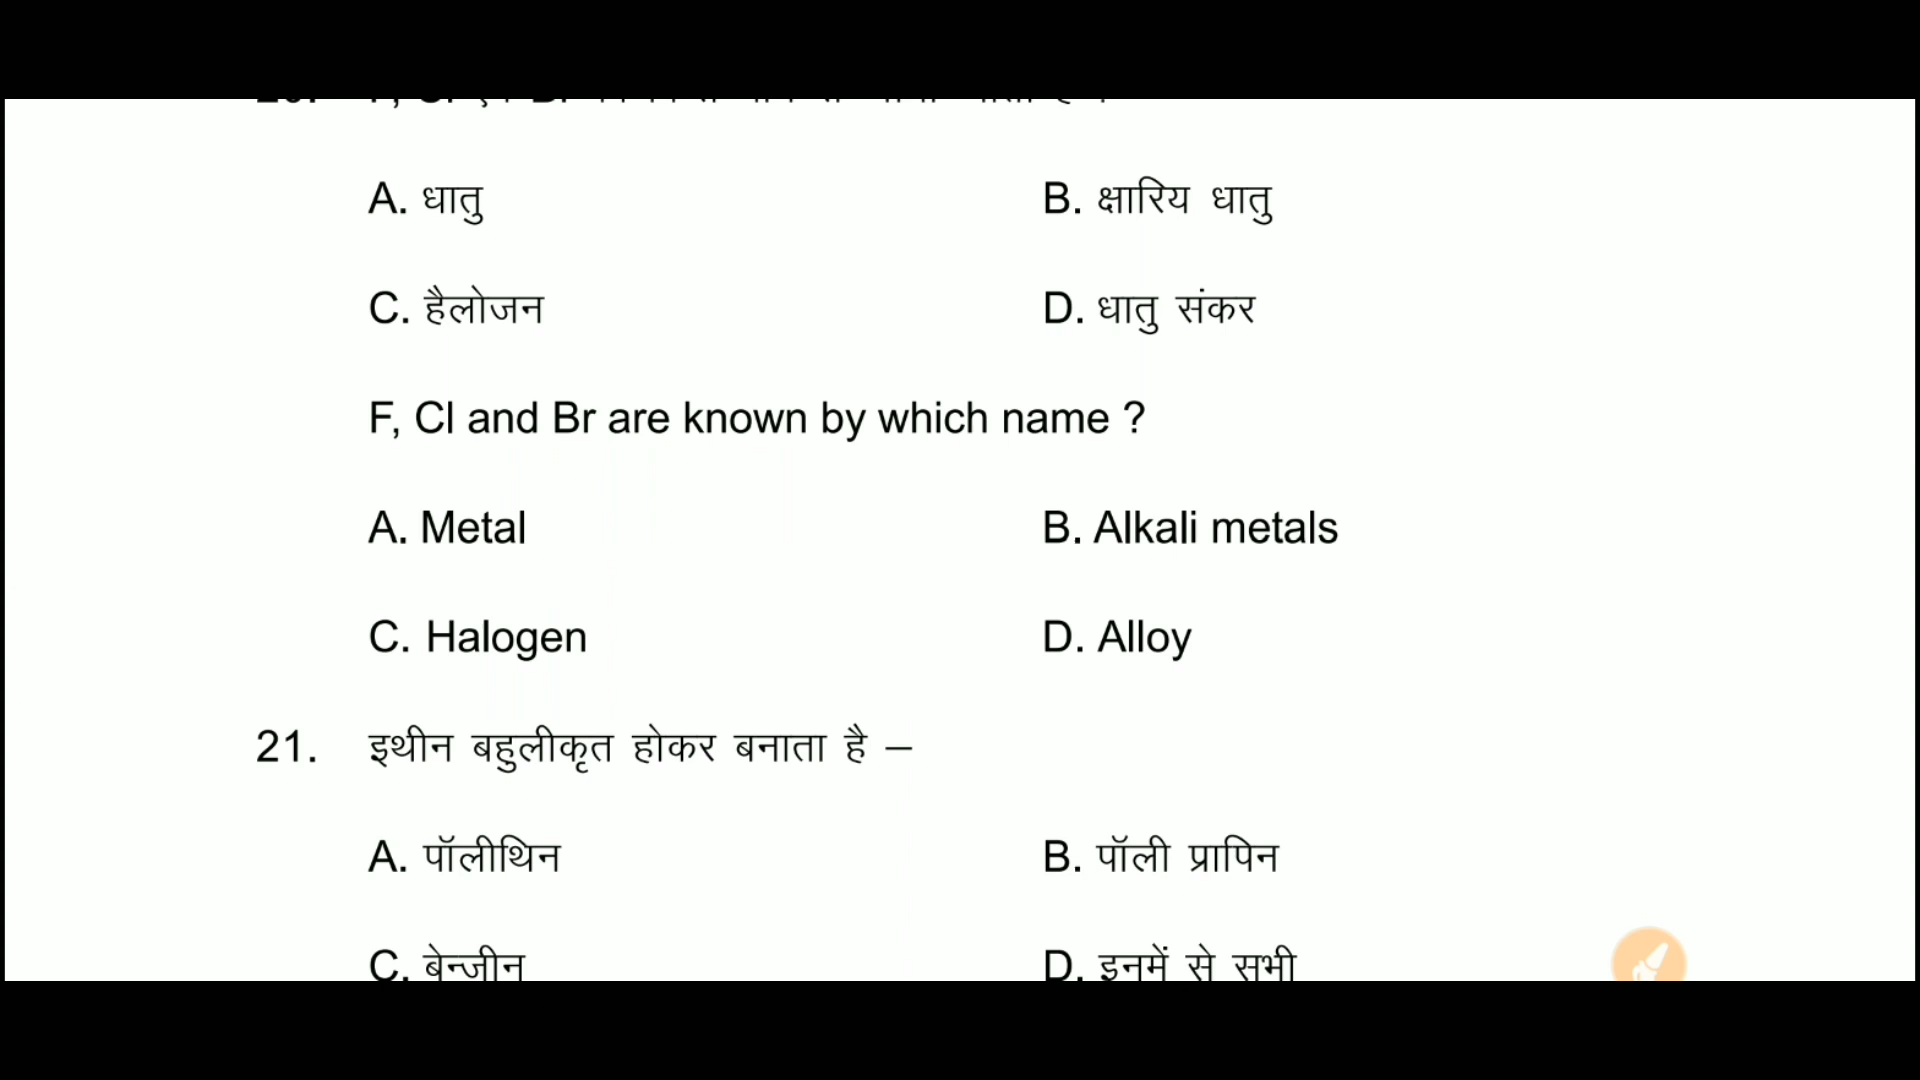 A. धातु B. क्षारिय धातु
C. हैलोजन D. धातु संकर
F, Cl and Br are known by which name ?
A. Metal B. Alkali metals
C. Halogen D. Alloy
21. इथीन बहुलीकृत होकर बनाता है –
A. पॉलीथिन B. पॉली प्रापिन
C. बेन्जीन D. इनमें से सभी